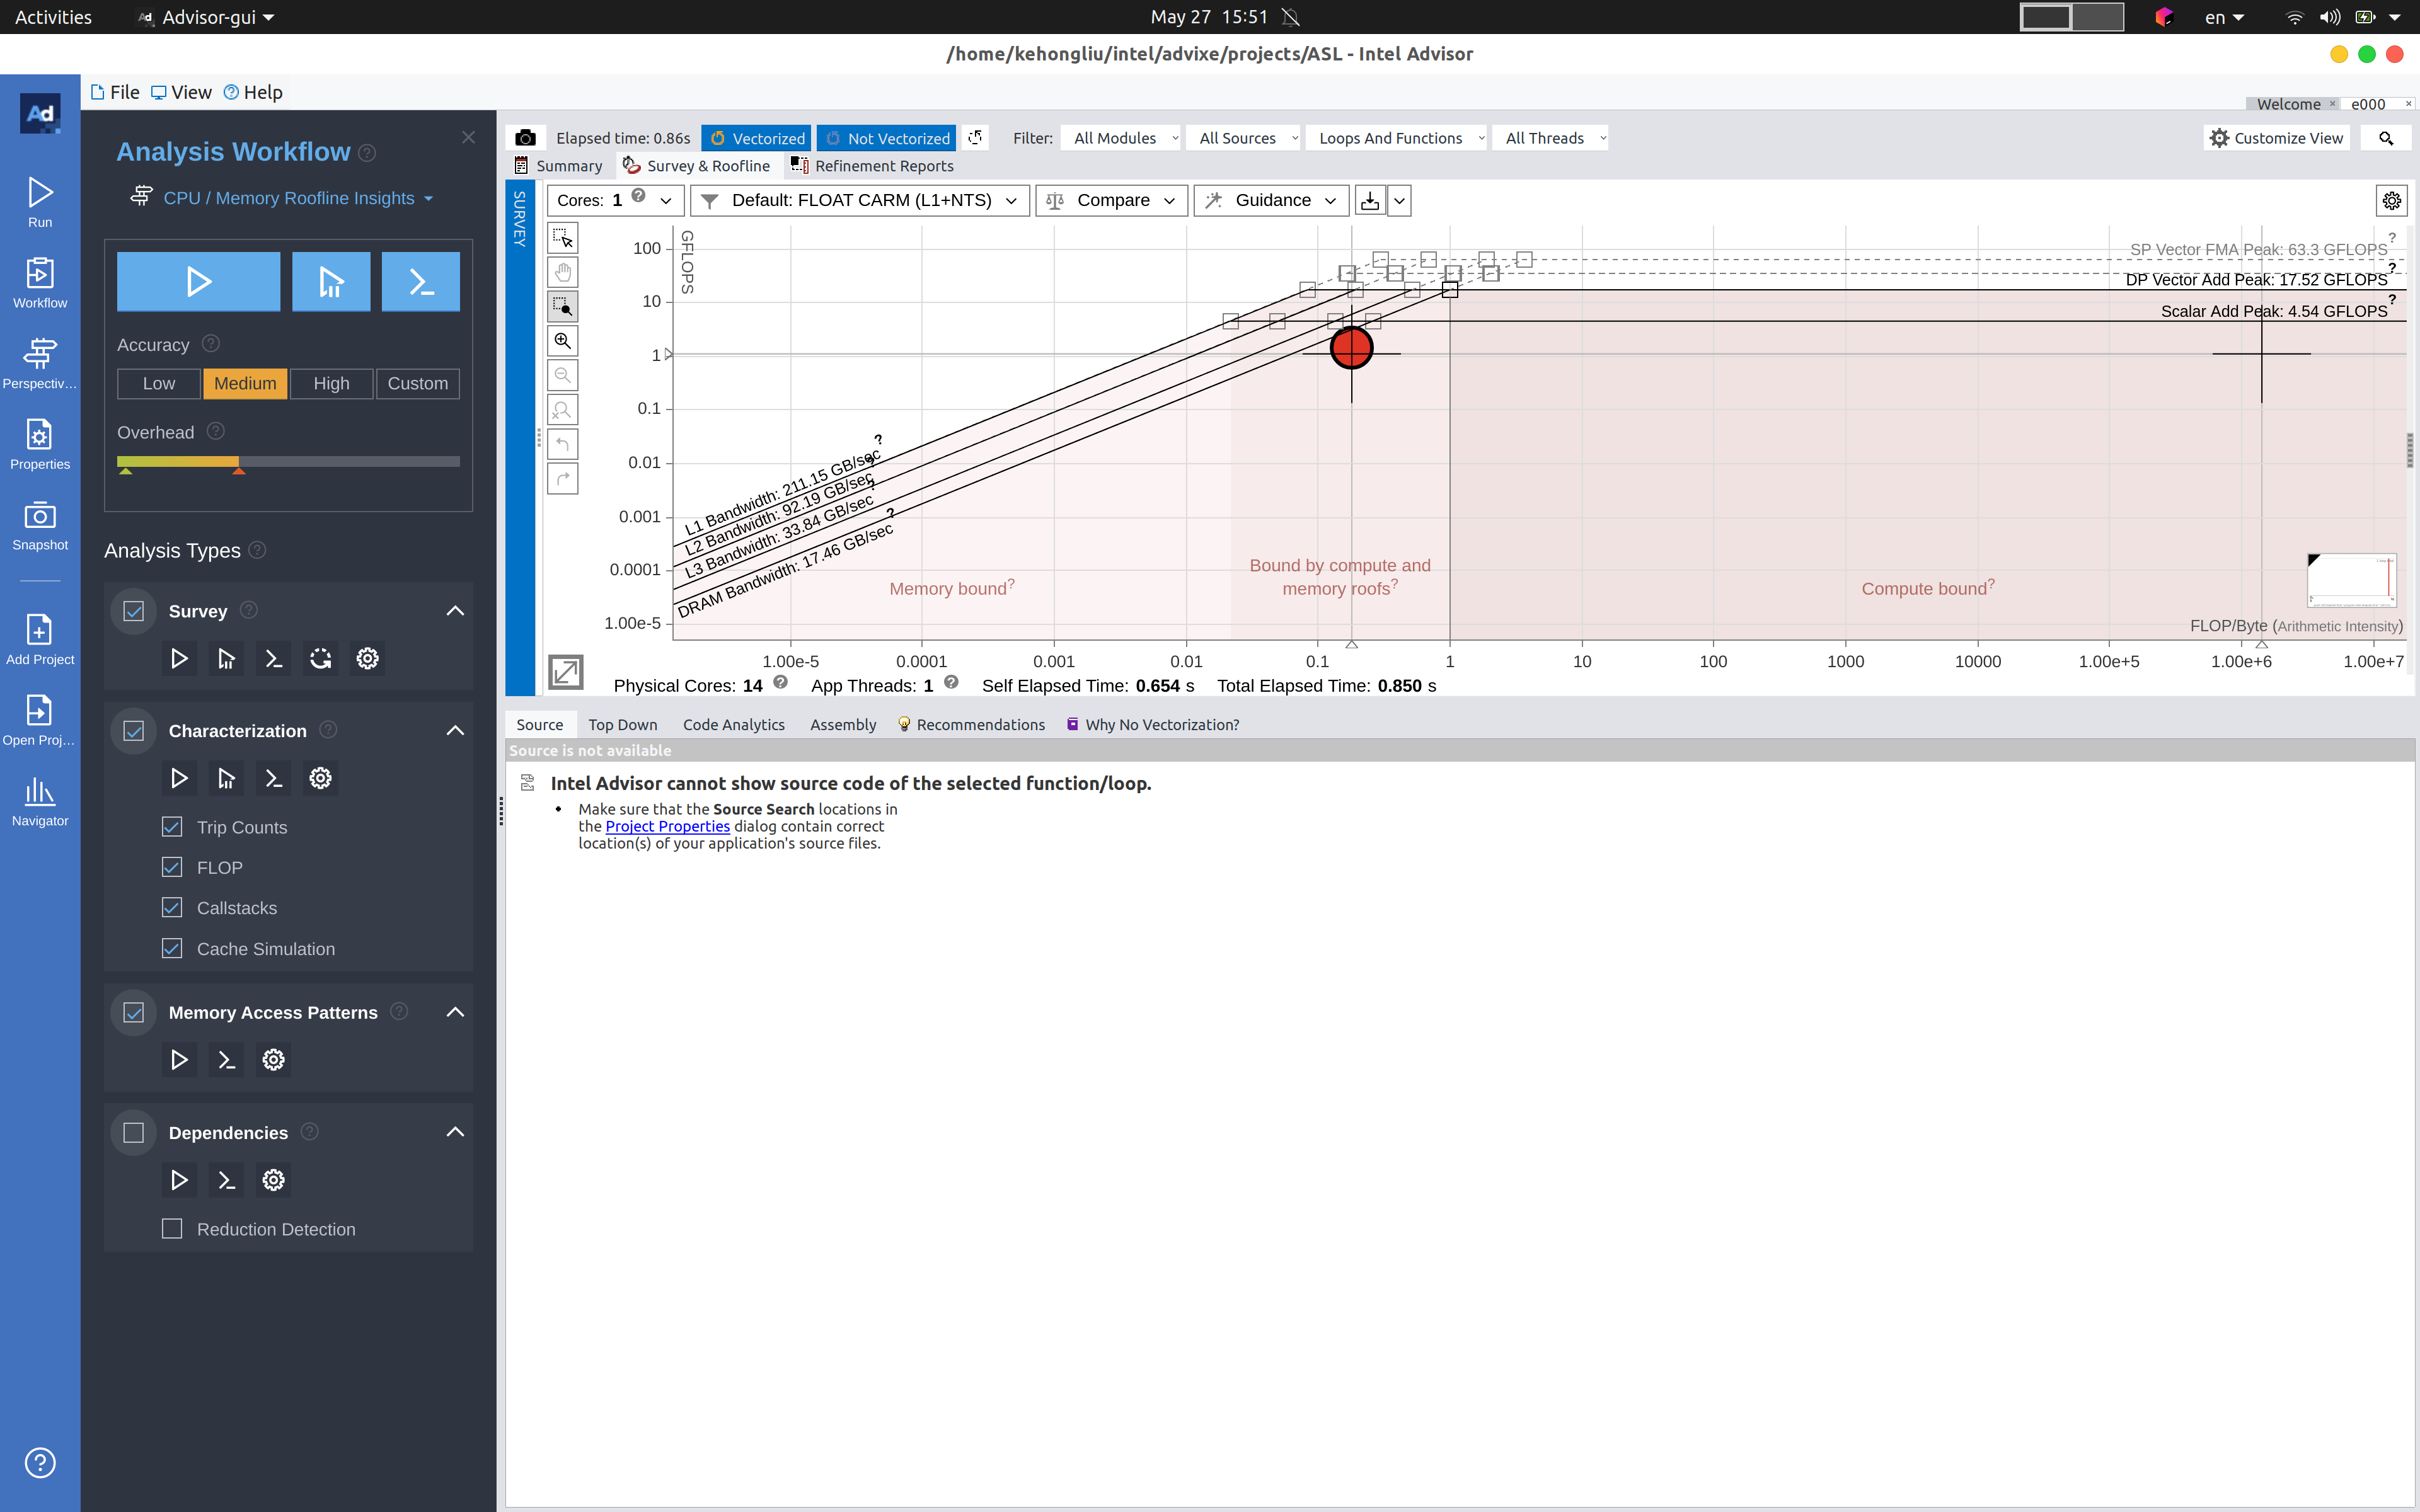 Activities
Advisor-gui
May 27 15:51
en
/home/kehongliu/intel/advixe/projects/ASL - Intel Advisor
Ad
File View Help
Welcome × e000 ×
Run
Workflow
Perspectiv...
Properties
Snapshot
Add Project
Open Proj...
Navigator
Analysis Workflow
CPU / Memory Roofline Insights
Accuracy
Low Medium High Custom
Overhead
Analysis Types
Survey
Characterization
Trip Counts
FLOP
Callstacks
Cache Simulation
Memory Access Patterns
Dependencies
Reduction Detection
Elapsed time: 0.86s Vectorized Not Vectorized Filter: All Modules All Sources Loops And Functions All Threads Customize View
Summary Survey & Roofline Refinement Reports
SURVEY
Cores: 1 Default: FLOAT CARM (L1+NTS) Compare Guidance
GFLOPS
100
10
1
0.1
0.01
0.001
0.0001
1.00e-5
SP Vector FMA Peak: 63.3 GFLOPS ?
DP Vector Add Peak: 17.52 GFLOPS ?
Scalar Add Peak: 4.54 GFLOPS ?
L1 Bandwidth: 211.15 GB/sec ?
L2 Bandwidth: 92.19 GB/sec ?
L3 Bandwidth: 33.84 GB/sec ?
DRAM Bandwidth: 17.46 GB/sec ?
Memory bound?
Bound by compute and
memory roofs?
Compute bound?
FLOP/Byte (Arithmetic Intensity)
1.00e-5 0.0001 0.001 0.01 0.1 1 10 100 1000 10000 1.00e+5 1.00e+6 1.00e+7
Physical Cores: 14 App Threads: 1 Self Elapsed Time: 0.654 s Total Elapsed Time: 0.850 s
Source Top Down Code Analytics Assembly Recommendations Why No Vectorization?
Source is not available
Intel Advisor cannot show source code of the selected function/loop.
Make sure that the Source Search locations in
the Project Properties dialog contain correct
location(s) of your application's source files.